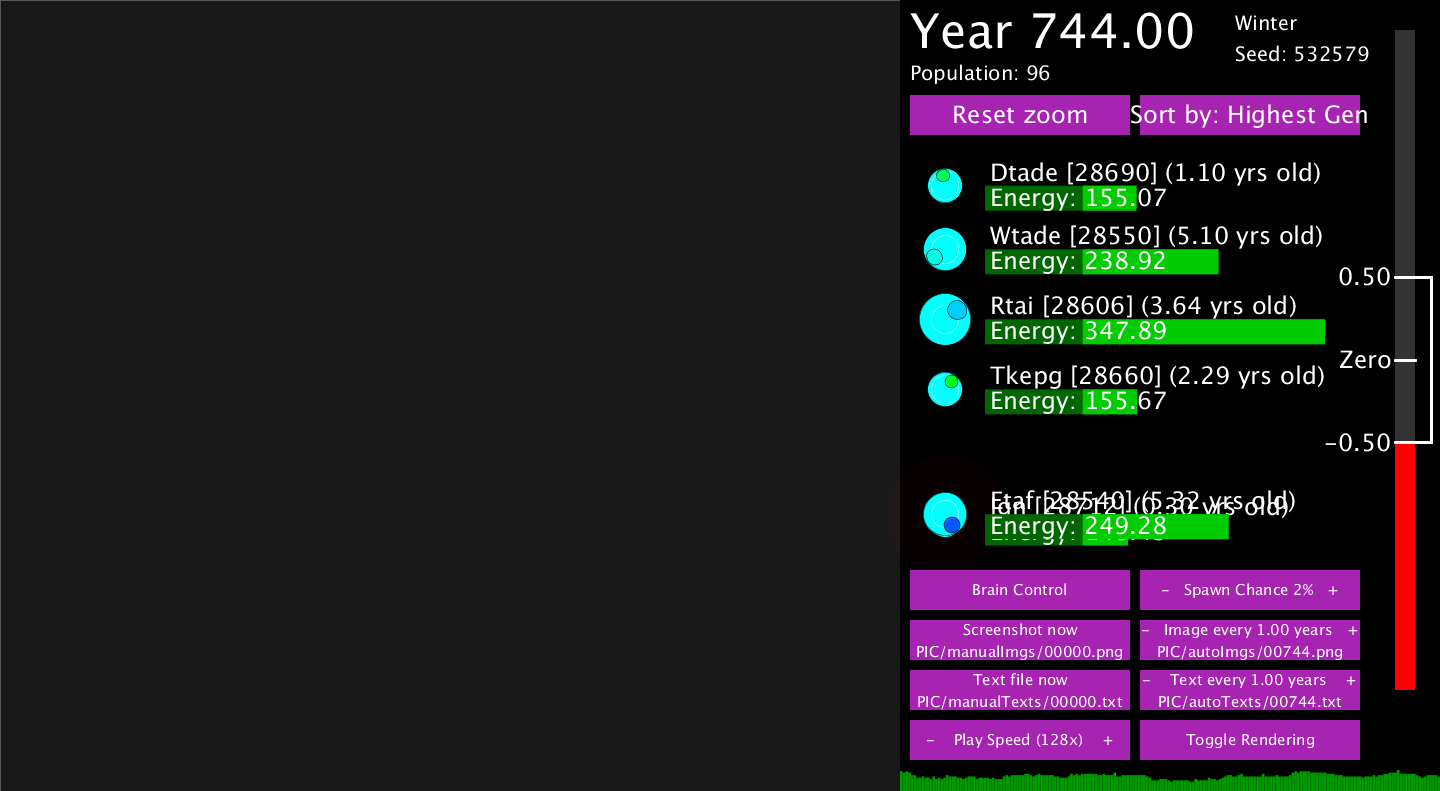 Year 744.00
Winter
Seed: 532579
Population: 96
Reset zoom
Sort by: Highest Gen
Dtade [28690] (1.10 yrs old)
Energy: 155.07
Wtade [28550] (5.10 yrs old)
Energy: 238.92
0.50
Rtai [28606] (3.64 yrs old)
Energy: 347.89
Zero
Tkepg [28660] (2.29 yrs old)
Energy: 155.67
-0.50
Etaf [28540] (5.32 yrs old)
Energy: 249.28
Brain Control
- Spawn Chance 2% +
Screenshot now
PIC/manualImgs/00000.png
- Image every 1.00 years +
PIC/autoImgs/00744.png
Text file now
PIC/manualTexts/00000.txt
- Text every 1.00 years +
PIC/autoTexts/00744.txt
- Play Speed (128x) +
Toggle Rendering